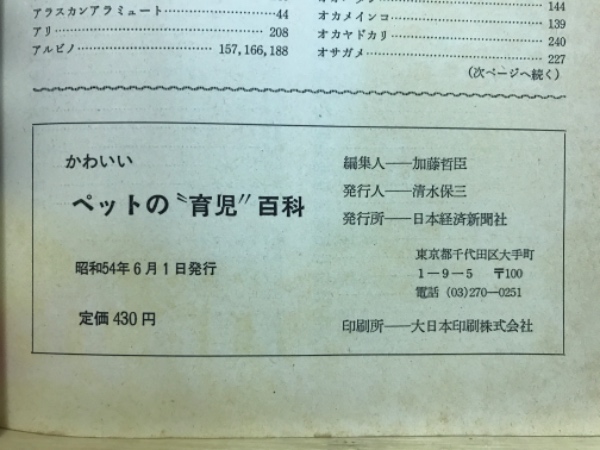 アラスカンアラミュート……………44
アリ……………208
アルビノ……………157,166,188
144
オカメインコ……………139
オカヤドカリ……………240
オサガメ……………227
(次ページへ続く)
かわいい
ペットの〝育児〟百科
昭和54年6月1日発行
定価 430円
編集人──加藤哲臣
発行人──清水保三
発行所──日本経済新聞社
東京都千代田区大手町
1−9−5 〒100
電話 (03)270―0251
印刷所──大日本印刷株式会社